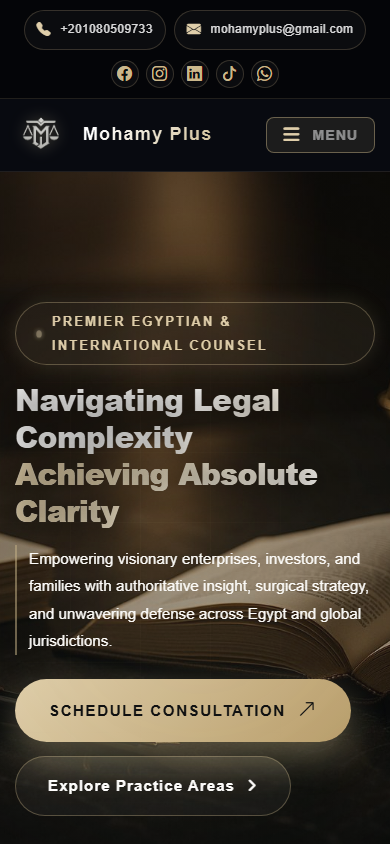 +201080509733
mohamyplus@gmail.com
Mohamy Plus
MENU
PREMIER EGYPTIAN &
INTERNATIONAL COUNSEL
Navigating Legal
Complexity
Achieving Absolute
Clarity
Empowering visionary enterprises, investors, and
families with authoritative insight, surgical strategy,
and unwavering defense across Egypt and global
jurisdictions.
SCHEDULE CONSULTATION
Explore Practice Areas